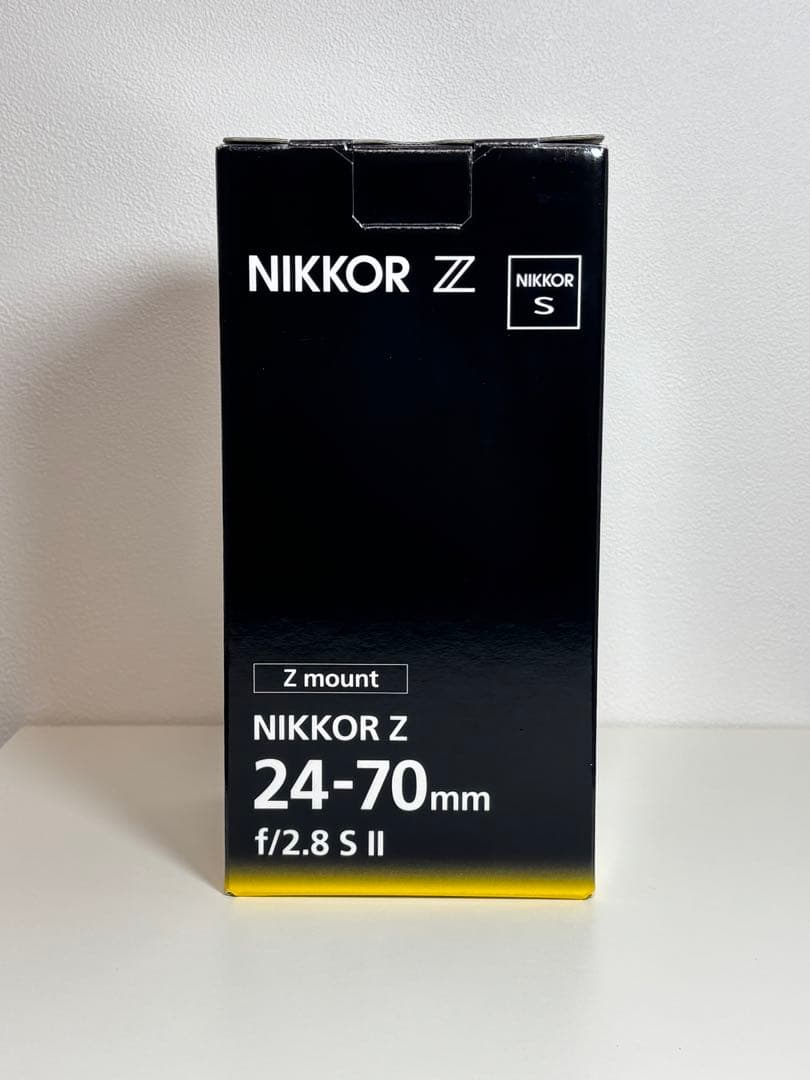 NIKKOR Z
NIKKOR
S
Z mount
NIKKOR Z
24-70mm
f/2.8 S II